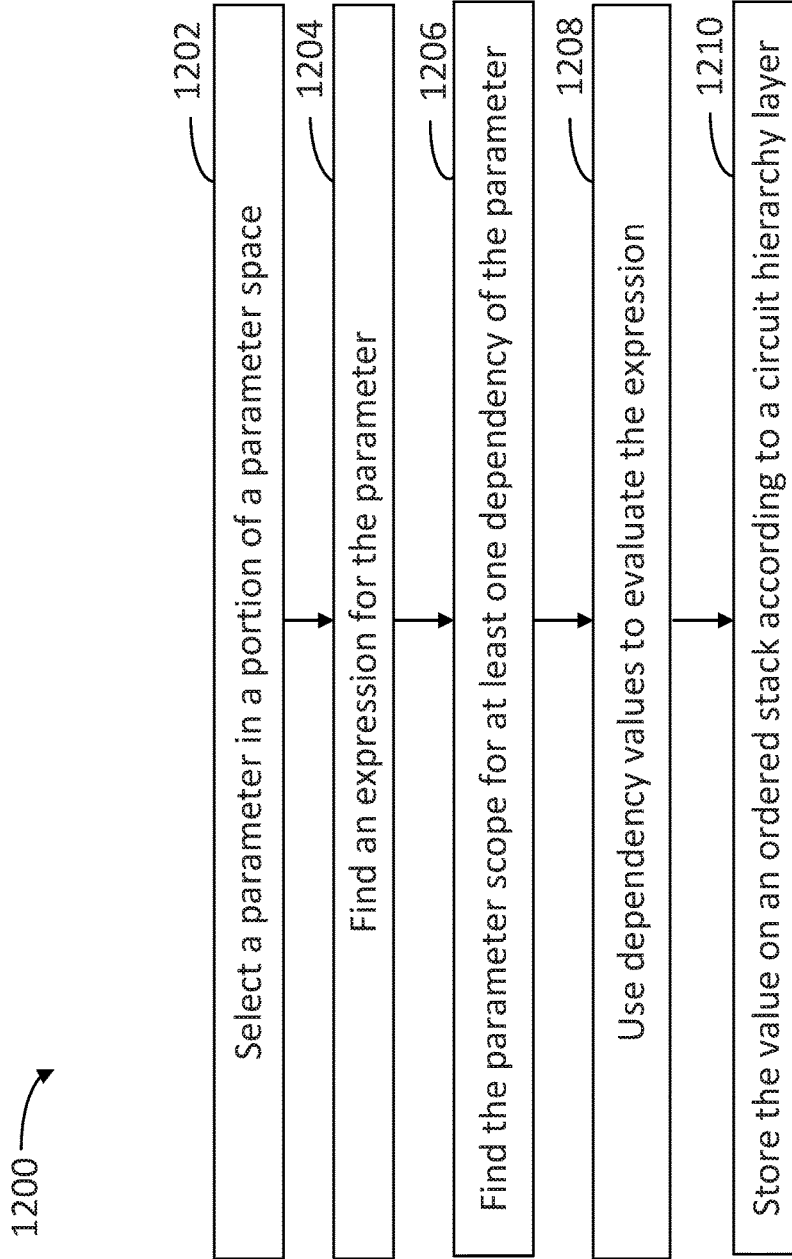 1200
1202
Select a parameter in a portion of a parameter space
1204
Find an expression for the parameter
1206
Find the parameter scope for at least one dependency of the parameter
1208
Use dependency values to evaluate the expression
1210
Store the value on an ordered stack according to a circuit hierarchy layer